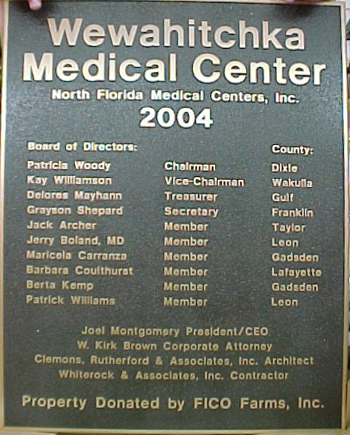 Wewahitchka
Medical Center
North Florida Medical Centers, Inc.
2004
Board of Directors: County:
Patricia Woody Chairman Dixie
Kay Williamson Vice-Chairman Wakulla
Delores Mayhann Treasurer Gulf
Grayson Shepard Secretary Franklin
Jack Archer Member Taylor
Jerry Boland, MD Member Leon
Maricela Carranza Member Gadsden
Barbara Coulthurst Member Lafayette
Berta Kemp Member Gadsden
Patrick Williams Member Leon
Joel Montgomery President/CEO
W. Kirk Brown Corporate Attorney
Clemons, Rutherford & Associates, Inc. Architect
Whiterock & Associates, Inc. Contractor
Property Donated by FICO Farms, Inc.